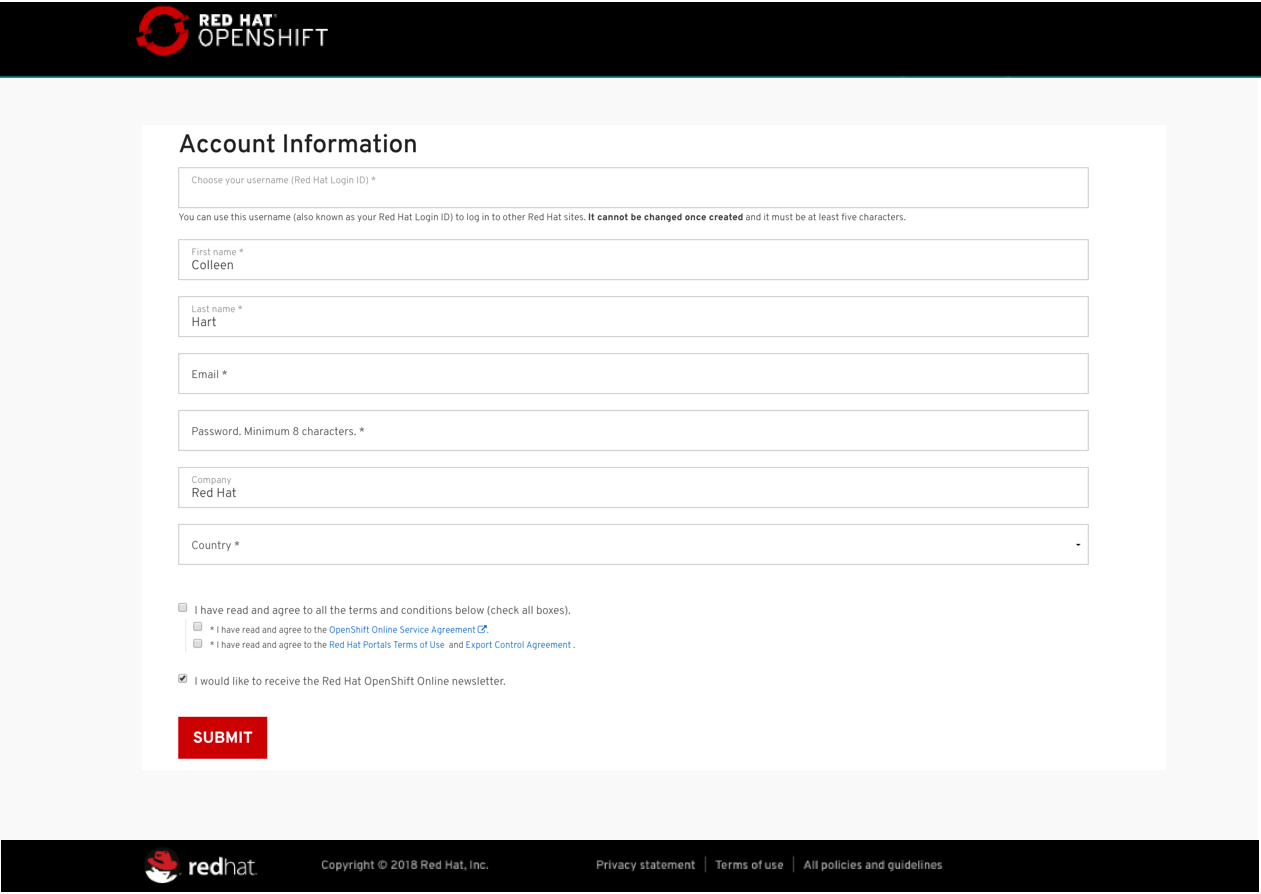 RED HAT®
OPENSHIFT
Account Information
Choose your username (Red Hat Login ID) *
You can use this username (also known as your Red Hat Login ID) to log in to other Red Hat sites. It cannot be changed once created and it must be at least five characters.
First name *
Colleen
Last name *
Hart
Email *
Password. Minimum 8 characters. *
Company
Red Hat
Country *
I have read and agree to all the terms and conditions below (check all boxes).
* I have read and agree to the OpenShift Online Service Agreement.
* I have read and agree to the Red Hat Portals Terms of Use and Export Control Agreement .
I would like to receive the Red Hat OpenShift Online newsletter.
SUBMIT
redhat. Copyright © 2018 Red Hat, Inc. Privacy statement | Terms of use | All policies and guidelines